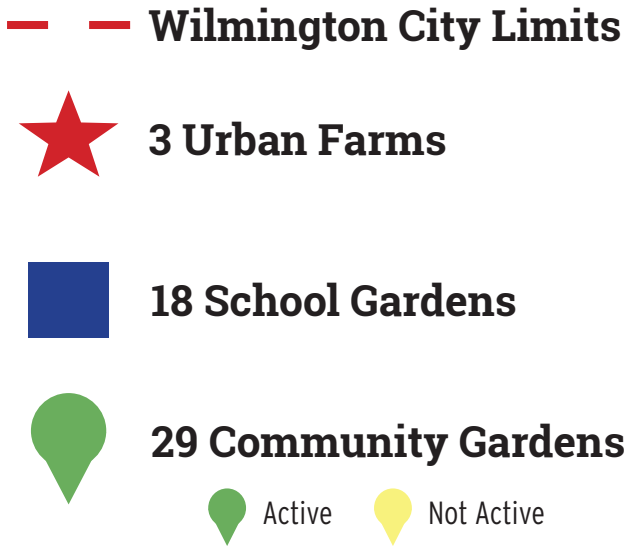 Wilmington City Limits
3 Urban Farms
18 School Gardens
29 Community Gardens
Active Not Active